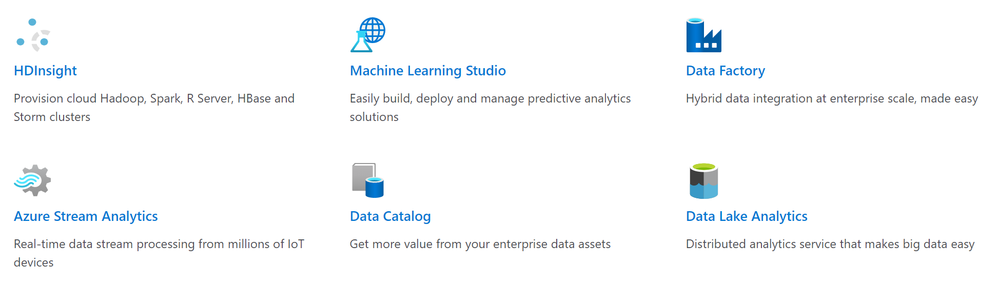 HDInsight
Provision cloud Hadoop, Spark, R Server, HBase and
Storm clusters
Machine Learning Studio
Easily build, deploy and manage predictive analytics
solutions
Data Factory
Hybrid data integration at enterprise scale, made easy
Azure Stream Analytics
Real-time data stream processing from millions of IoT
devices
Data Catalog
Get more value from your enterprise data assets
Data Lake Analytics
Distributed analytics service that makes big data easy